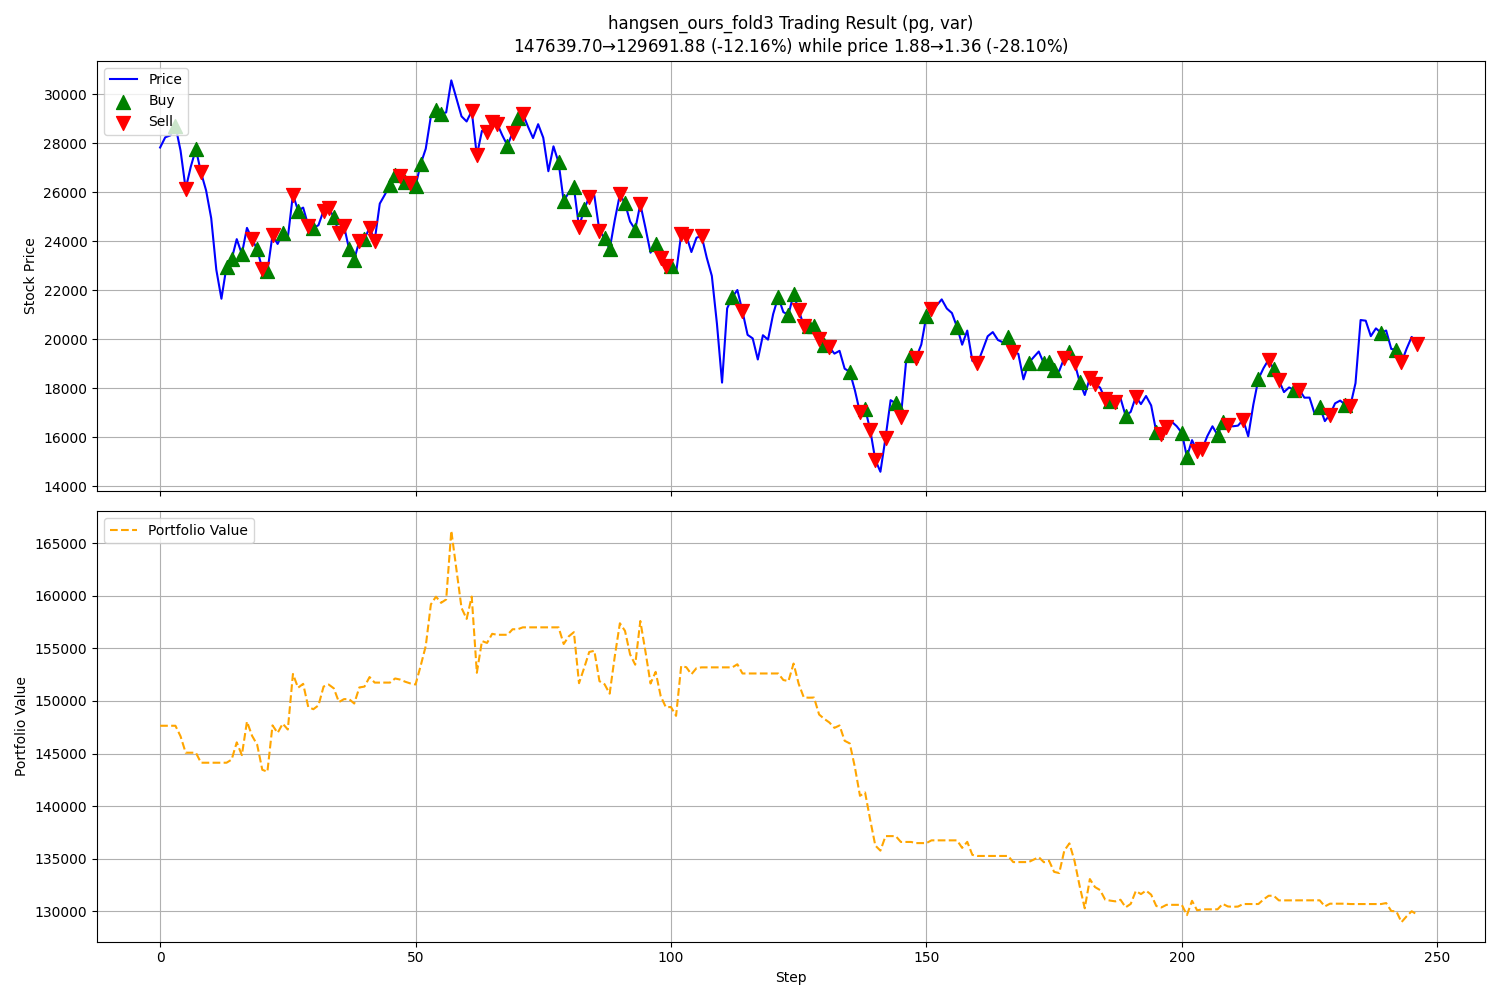 hangsen_ours_fold3 Trading Result (pg, var)
147639.70→129691.88 (-12.16%) while price 1.88→1.36 (-28.10%)
Price
Buy
Sell
Stock Price
30000
28000
26000
24000
22000
20000
18000
16000
14000
Portfolio Value
Portfolio Value
165000
160000
155000
150000
145000
140000
135000
130000
0 50 100 150 200 250
Step